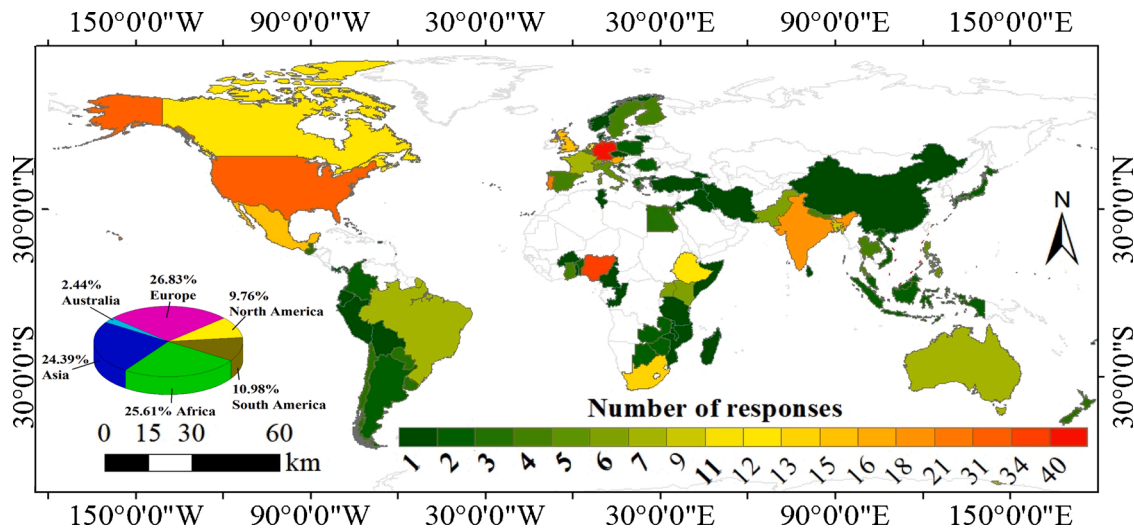 150°0'0"W 90°0'0"W 30°0'0"W 30°0'0"E 90°0'0"E 150°0'0"E
30°0'0"N
30°0'0"N
N
26.83%
Europe
2.44%
Australia
9.76%
North America
24.39%
Asia
10.98%
South America
25.61% Africa
30°0'0"S
30°0'0"S
Number of responses
0 15 30 60
km
1 2 3 4 5 6 7 9 11 12 13 15 16 18 21 31 34 40
150°0'0"W 90°0'0"W 30°0'0"W 30°0'0"E 90°0'0"E 150°0'0"E